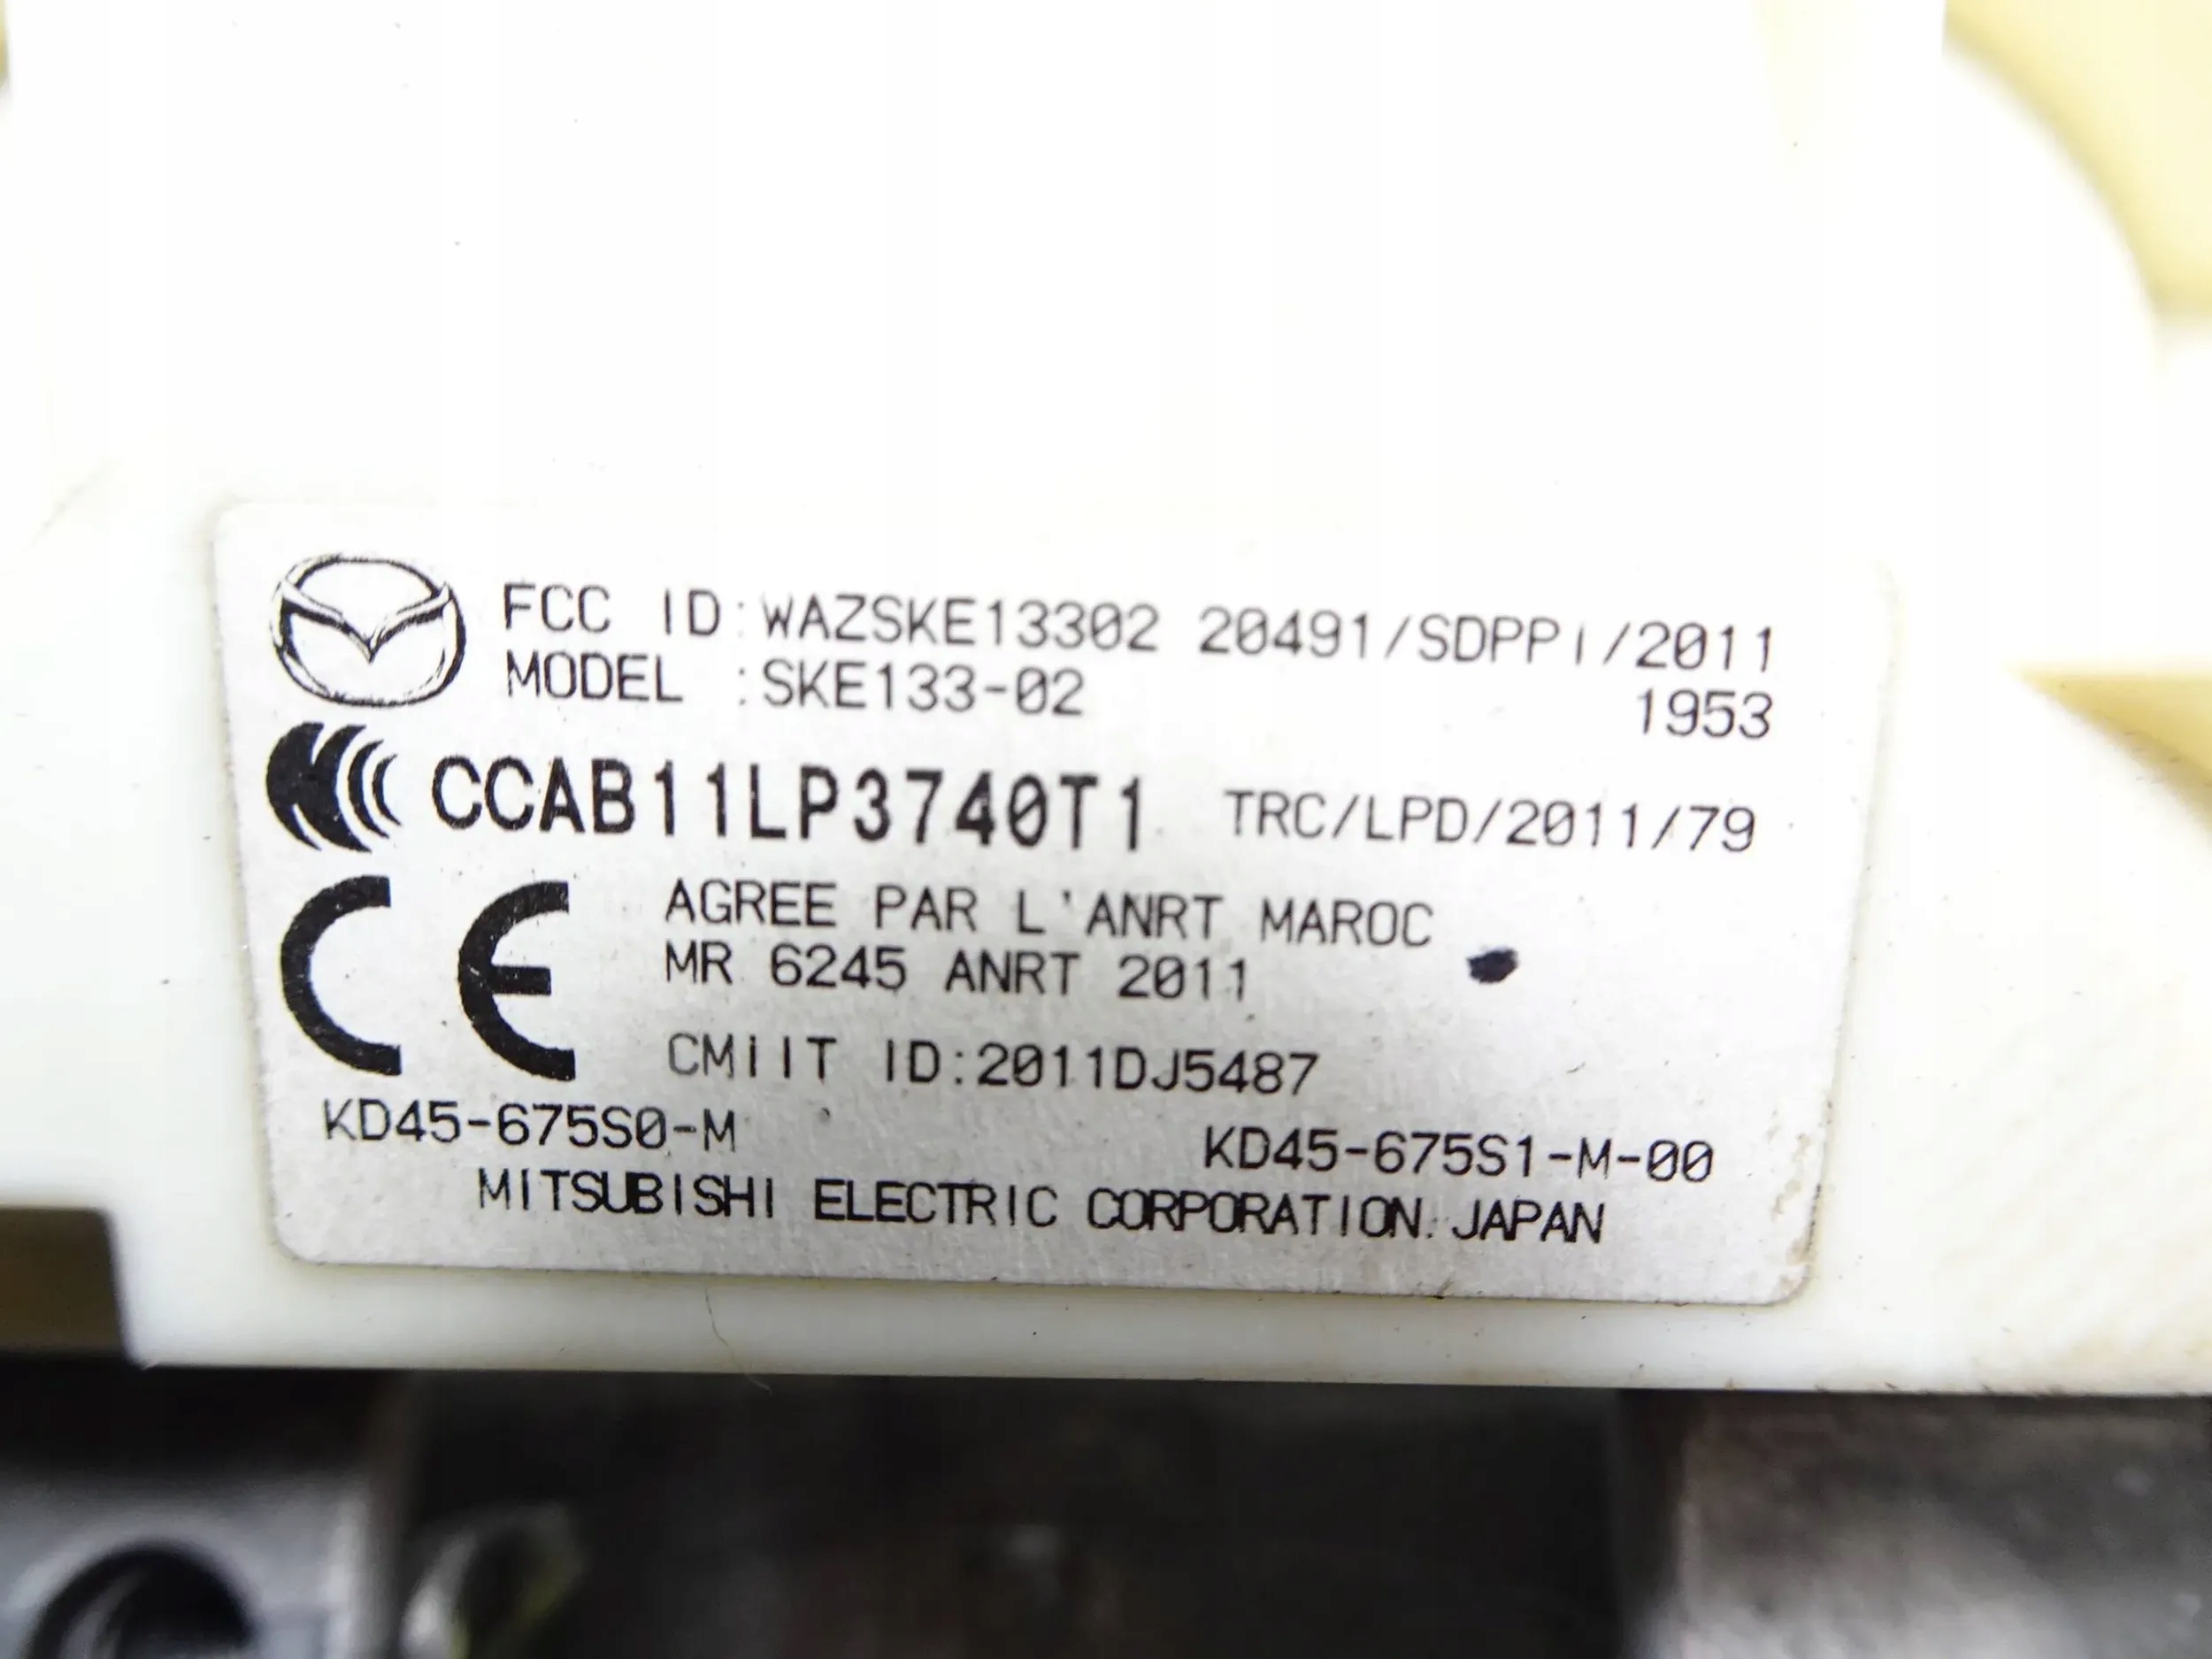 FCC ID:WAZSKE13302 20491/SDPPI/2011
MODEL :SKE133-02 1953
CCAB11LP3740T1 TRC/LPD/2011/79
CE AGREE PAR L'ANRT MAROC
MR 6245 ANRT 2011
CMIIT ID:2011DJ5487
KD45-675S0-M KD45-675S1-M-00
MITSUBISHI ELECTRIC CORPORATION. JAPAN